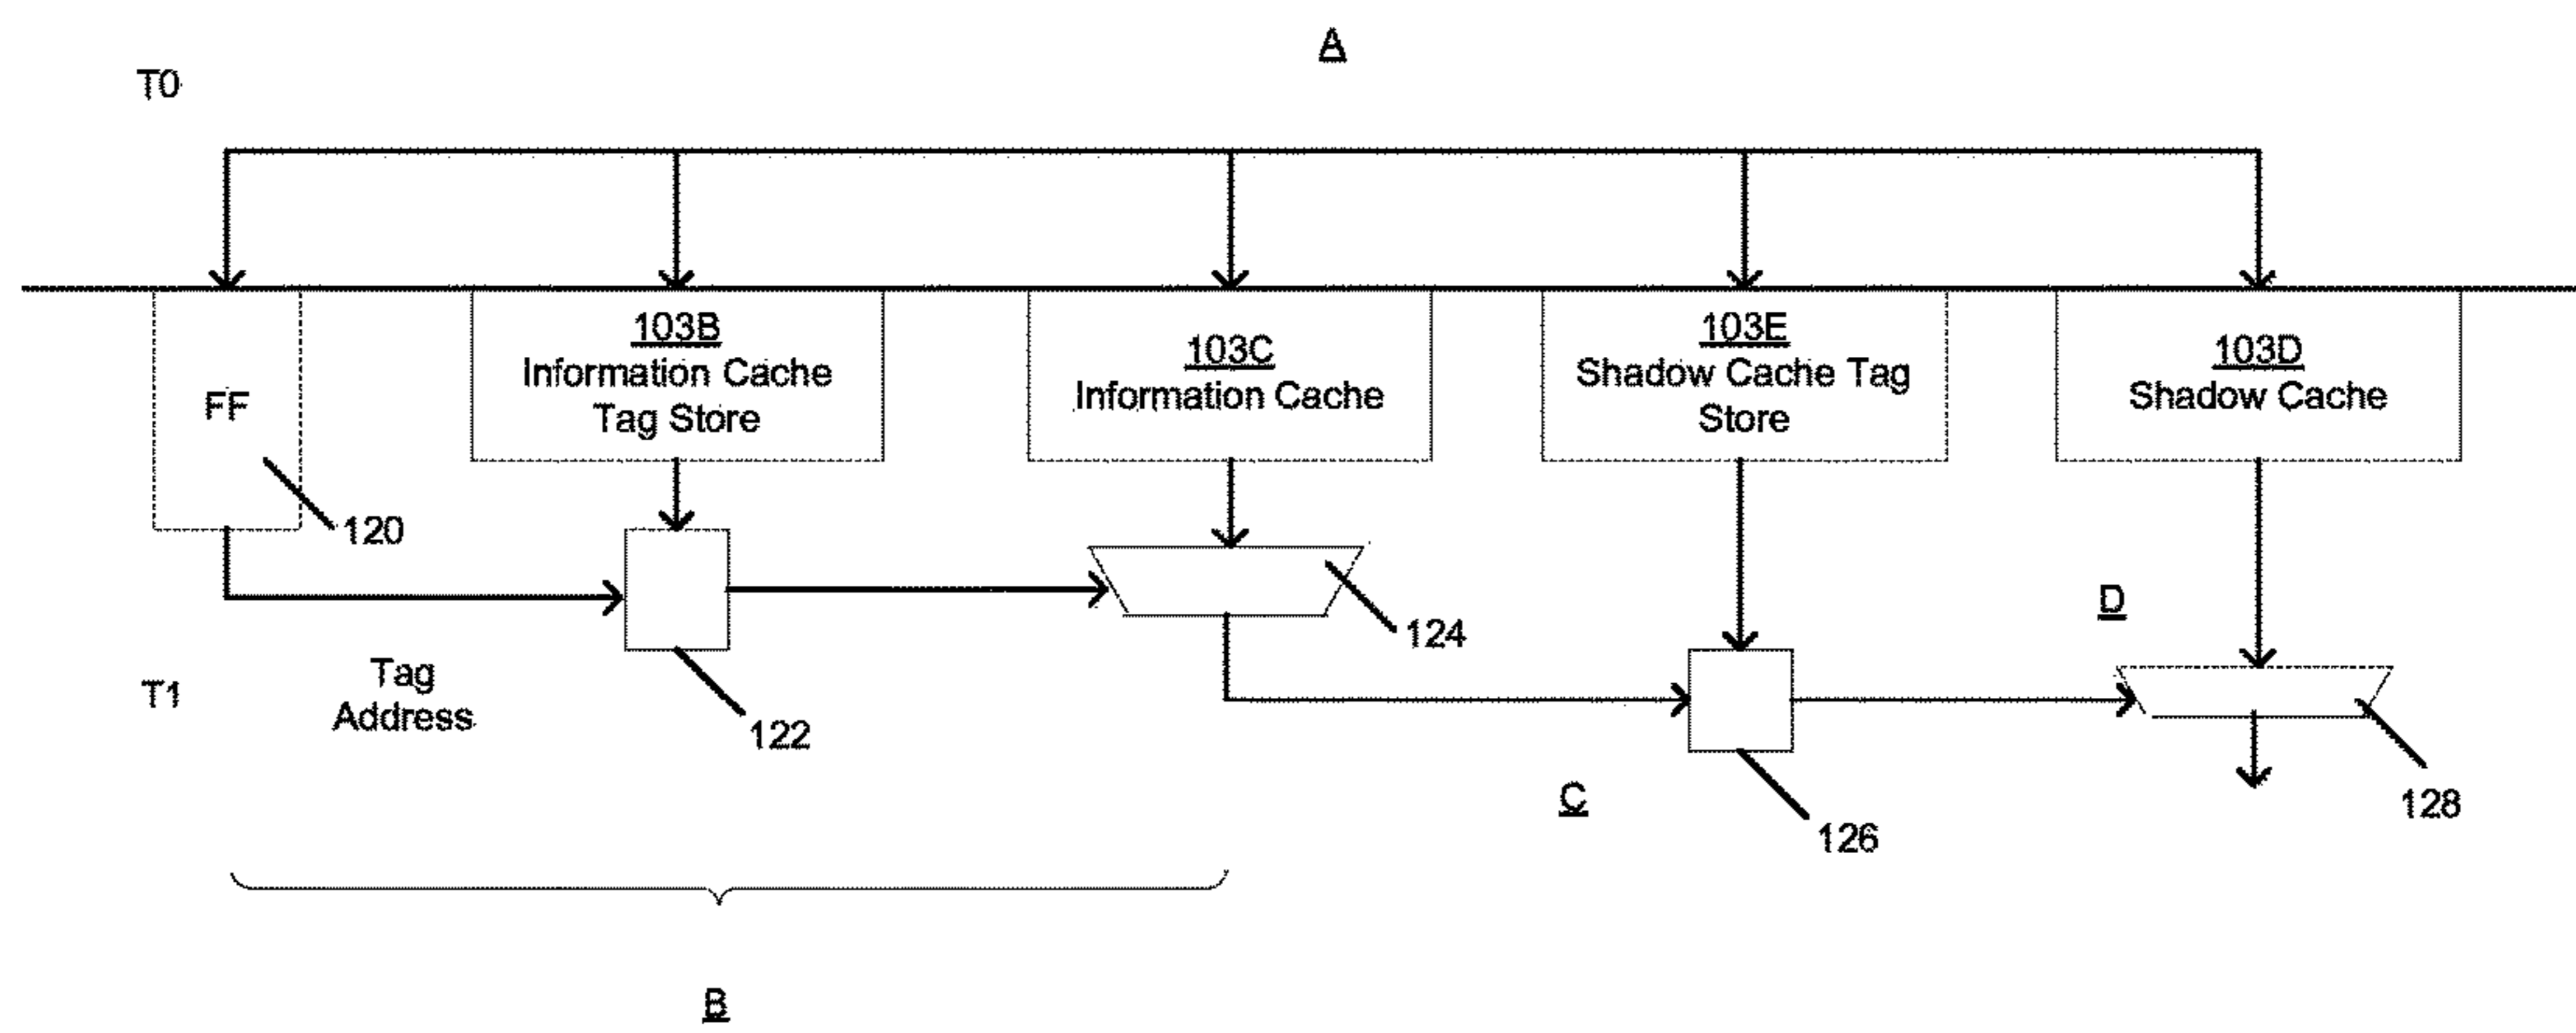 A
T0
FF
103B
Information Cache
Tag Store
103C
Information Cache
103E
Shadow Cache Tag
Store
103D
Shadow Cache
120
124
D
T1
Tag
Address
122
C
126
128
B